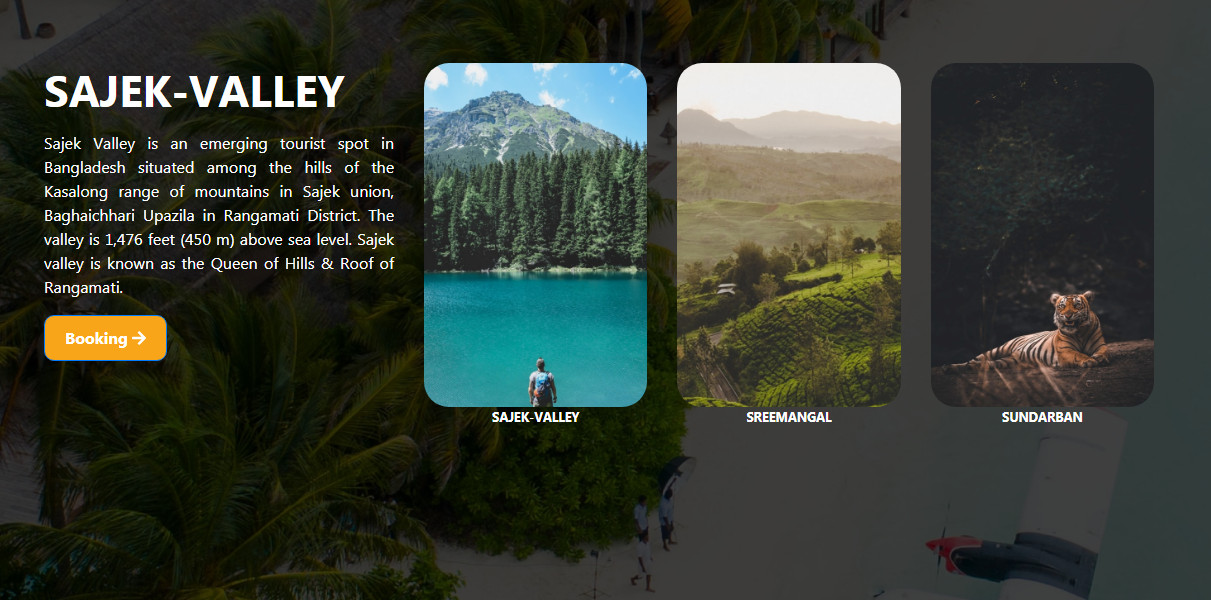 SAJEK-VALLEY
Sajek Valley is an emerging tourist spot in
Bangladesh situated among the hills of the
Kasalong range of mountains in Sajek union,
Baghaichhari Upazila in Rangamati District. The
valley is 1,476 feet (450 m) above sea level. Sajek
valley is known as the Queen of Hills & Roof of
Rangamati.
Booking →
SAJEK-VALLEY
SREEMANGAL
SUNDARBAN